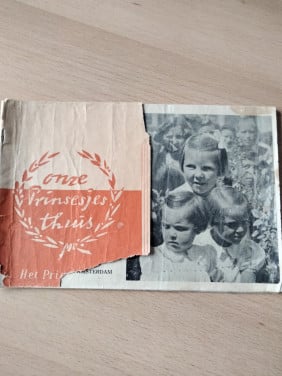 onze
Prinsesjes
thuis
Het Pri
STERDAM